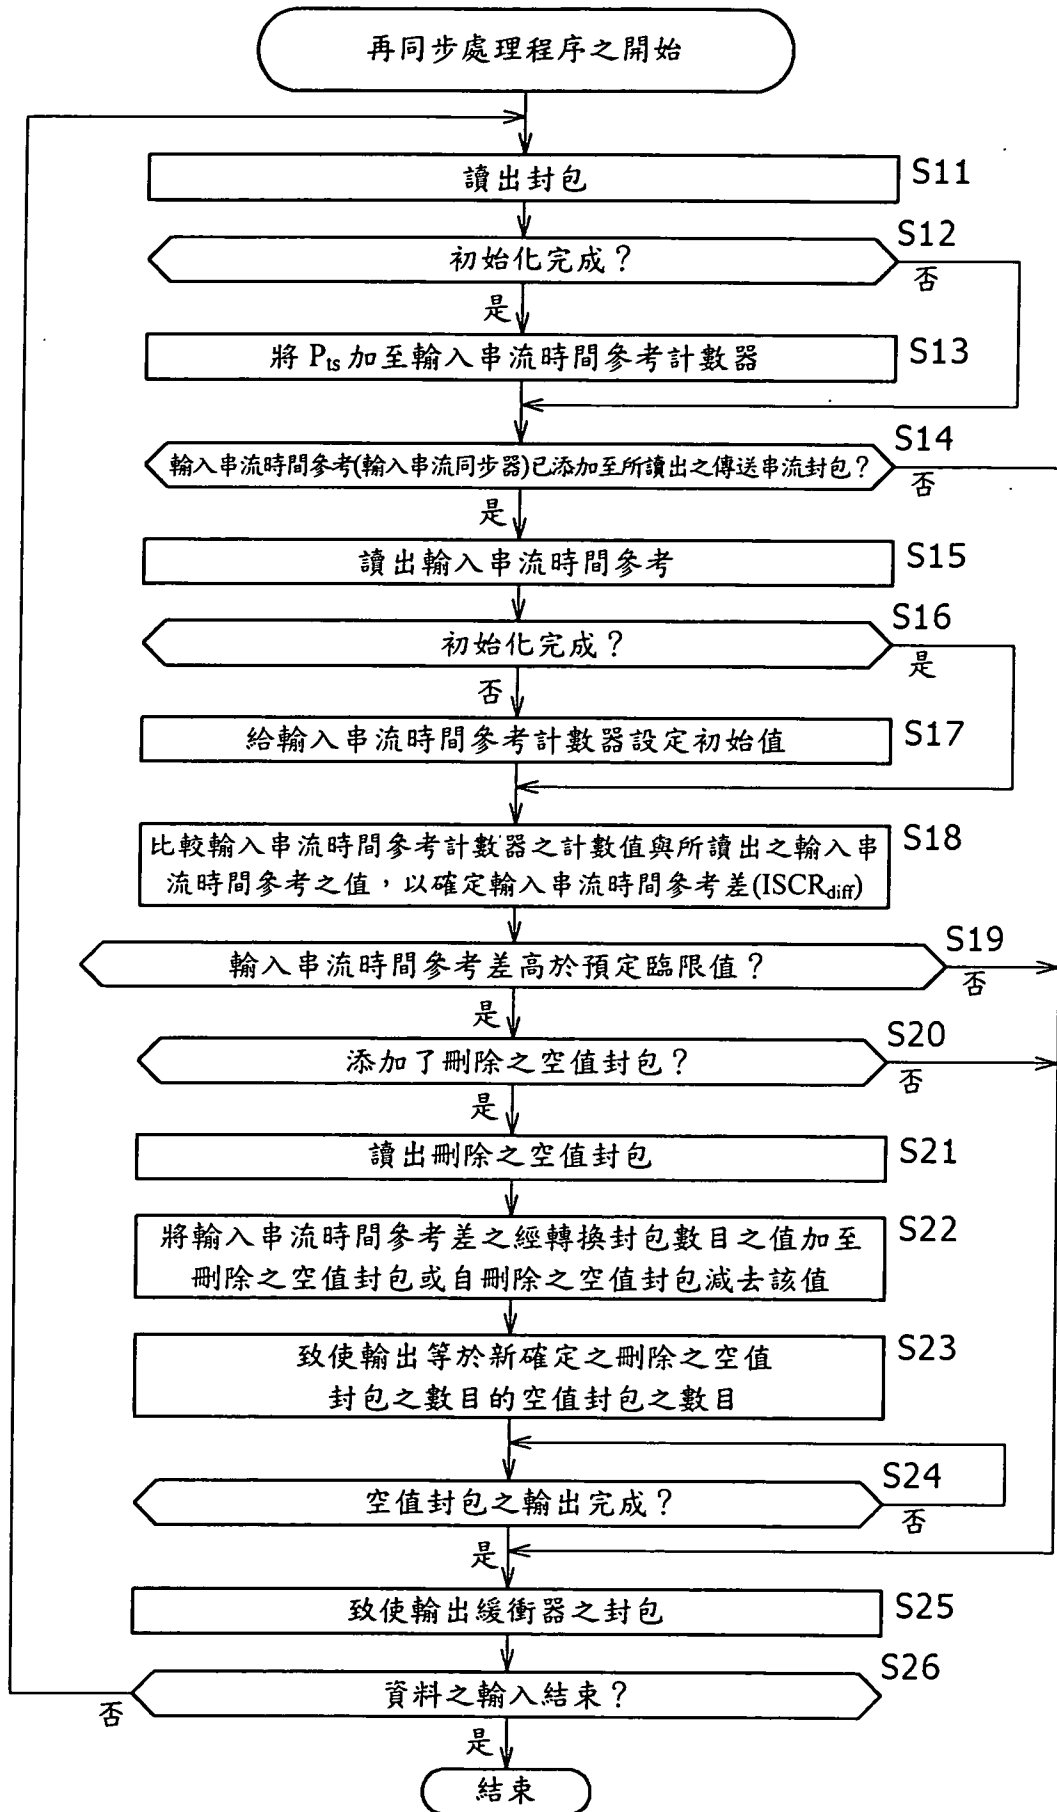 再同步處理程序之開始
讀出封包
S11
初始化完成？
S12
否
是
將 Pts 加至輸入串流時間參考計數器
S13
輸入串流時間參考(輸入串流同步器)已添加至所讀出之傳送串流封包？
S14
否
是
讀出輸入串流時間參考
S15
初始化完成？
S16
是
否
給輸入串流時間參考計數器設定初始值
S17
比較輸入串流時間參考計數器之計數值與所讀出之輸入串
流時間參考之值，以確定輸入串流時間參考差(ISCRdiff)
S18
輸入串流時間參考差高於預定臨限值？
S19
否
是
添加了刪除之空值封包？
S20
否
是
讀出刪除之空值封包
S21
將輸入串流時間參考差之經轉換封包數目之值加至
刪除之空值封包或自刪除之空值封包減去該值
S22
致使輸出等於新確定之刪除之空值
封包之數目的空值封包之數目
S23
空值封包之輸出完成？
S24
否
是
致使輸出緩衝器之封包
S25
資料之輸入結束？
S26
否
是
結束